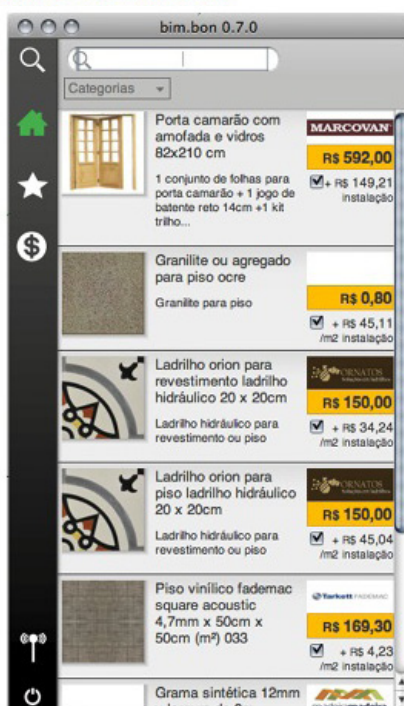 bim.bon 0.7.0
Categorias
Porta camarão com
amofada e vidros
82x210 cm
1 conjunto de folhas para
porta camarão + 1 jogo de
batente reto 14cm +1 kit
trilho...
MARCOVAN
R$ 592,00
+ R$ 149,21
instalação
Granilite ou agregado
para piso ocre
Granilite para piso
R$ 0,80
+ R$ 45,11
/m2 instalação
Ladrilho orion para
revestimento ladrilho
hidráulico 20 x 20cm
Ladrilho hidráulico para
revestimento ou piso
ORNATOS
R$ 150,00
+ R$ 34,24
/m2 instalação
Ladrilho orion para
piso ladrilho hidráulico
20 x 20cm
Ladrilho hidráulico para
revestimento ou piso
ORNATOS
R$ 150,00
+ R$ 45,04
/m2 instalação
Piso vinílico fademac
square acoustic
4,7mm x 50cm x
50cm (m²) 033
Tarkett FADEMAC
R$ 169,30
+ R$ 4,23
/m2 instalação
Grama sintética 12mm